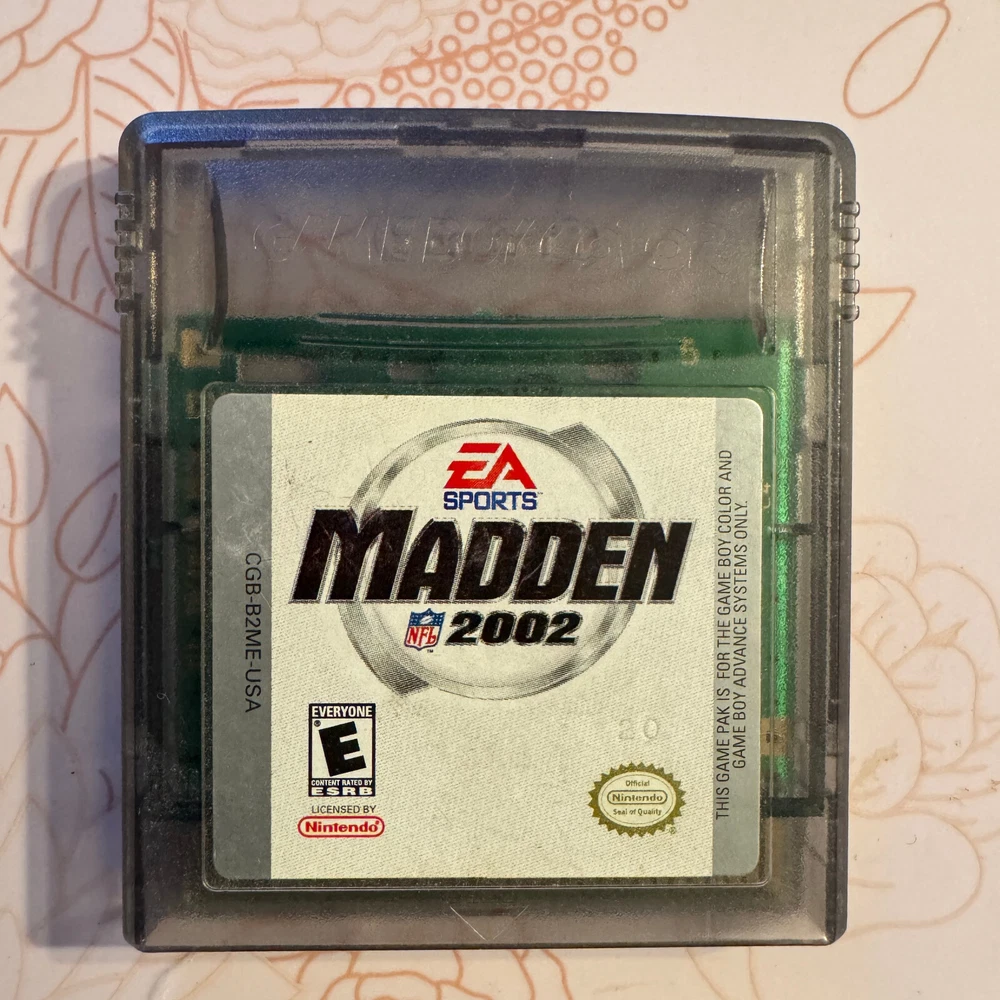 GAME BOY COLOR
EA
SPORTS™
MADDEN
NFL 2002
™
CGB-B2ME-USA
THIS GAME PAK IS FOR THE GAME BOY COLOR AND
GAME BOY ADVANCE SYSTEMS ONLY.
20
EVERYONE
E
®
CONTENT RATED BY
ESRB
LICENSED BY
Nintendo®
Official
Nintendo
Seal of Quality
®